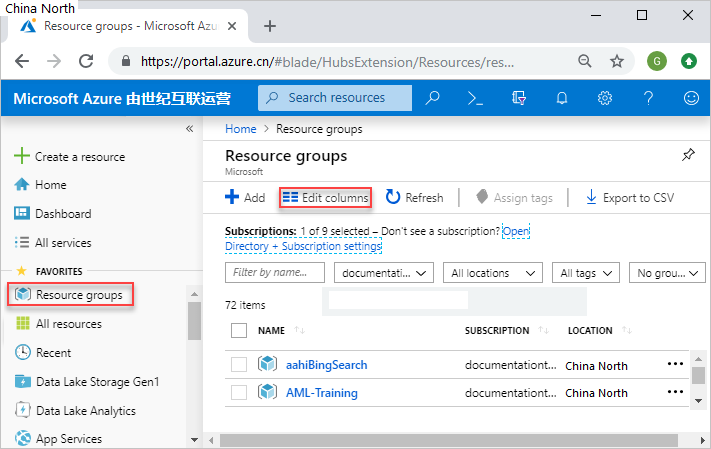 China North
Resource groups - Microsoft Azu
https://portal.azure.cn/#blade/HubsExtension/Resources/res...
G
Microsoft Azure 由世纪互联运营
Search resources
Create a resource
Home
Dashboard
All services
FAVORITES
Resource groups
All resources
Recent
Data Lake Storage Gen1
Data Lake Analytics
App Services
Home > Resource groups
Resource groups
Microsoft
Add
Edit columns
Refresh
Assign tags
Export to CSV
Subscriptions: 1 of 9 selected – Don't see a subscription? Open
Directory + Subscription settings
Filter by name...
documentati...
All locations
All tags
No grou...
72 items
NAME
SUBSCRIPTION
LOCATION
aahiBingSearch
documentationt...
China North
AML-Training
documentationt...
China North